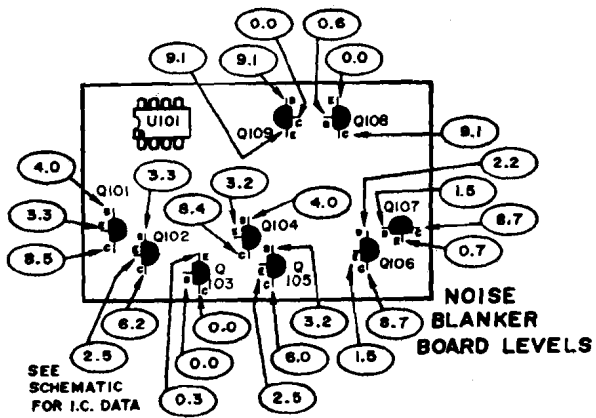 0.0
0.6
9.1
9.1
0.0
U101
B
C
E
Q109
E
B
C
Q108
9.1
2.2
4.0
Q101
B
E
C
3.3
8.5
3.3
Q102
B
E
C
8.4
3.2
Q104
B
E
C
4.0
1.5
Q107
B
E
C
8.7
0.7
B
E
C
Q106
Q 103
E
B
C
Q 105
B
E
C
2.5
6.2
0.0
0.0
0.3
2.5
6.0
3.2
1.5
8.7
NOISE
BLANKER
BOARD LEVELS
SEE
SCHEMATIC
FOR I.C. DATA